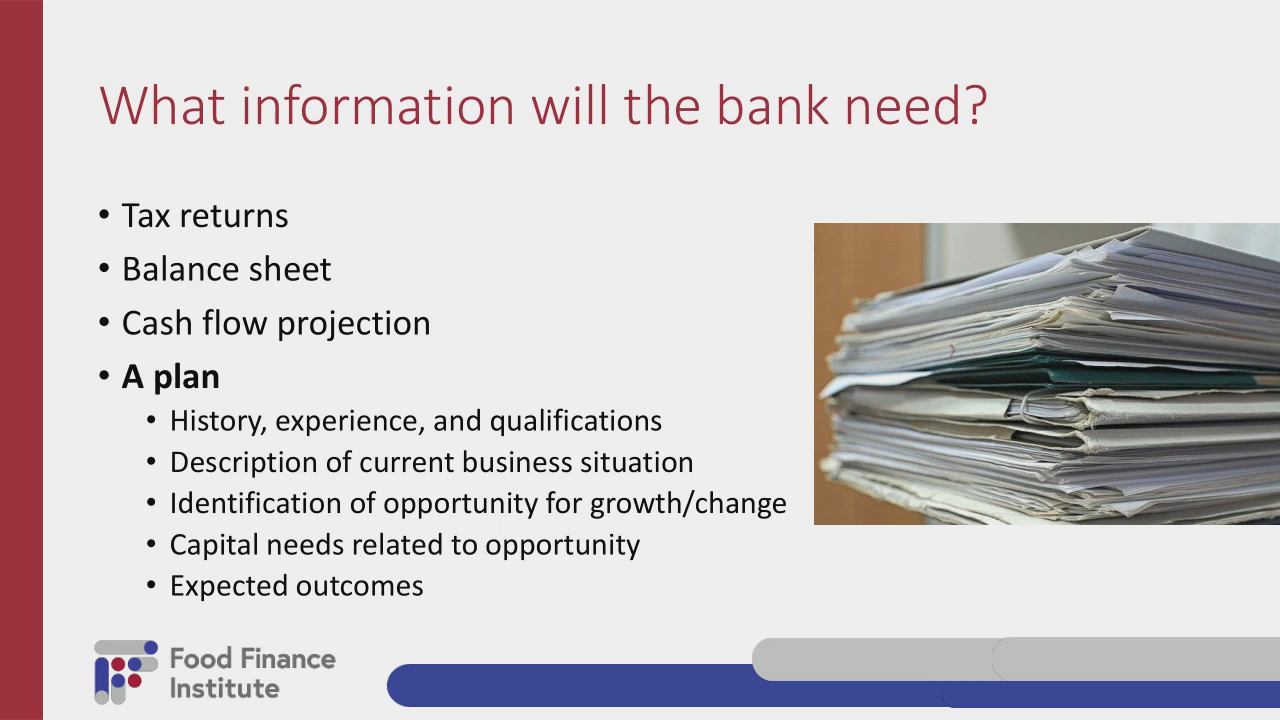 What information will the bank need?
• Tax returns
• Balance sheet
• Cash flow projection
• A plan
• History, experience, and qualifications
• Description of current business situation
• Identification of opportunity for growth/change
• Capital needs related to opportunity
• Expected outcomes
Food Finance
Institute